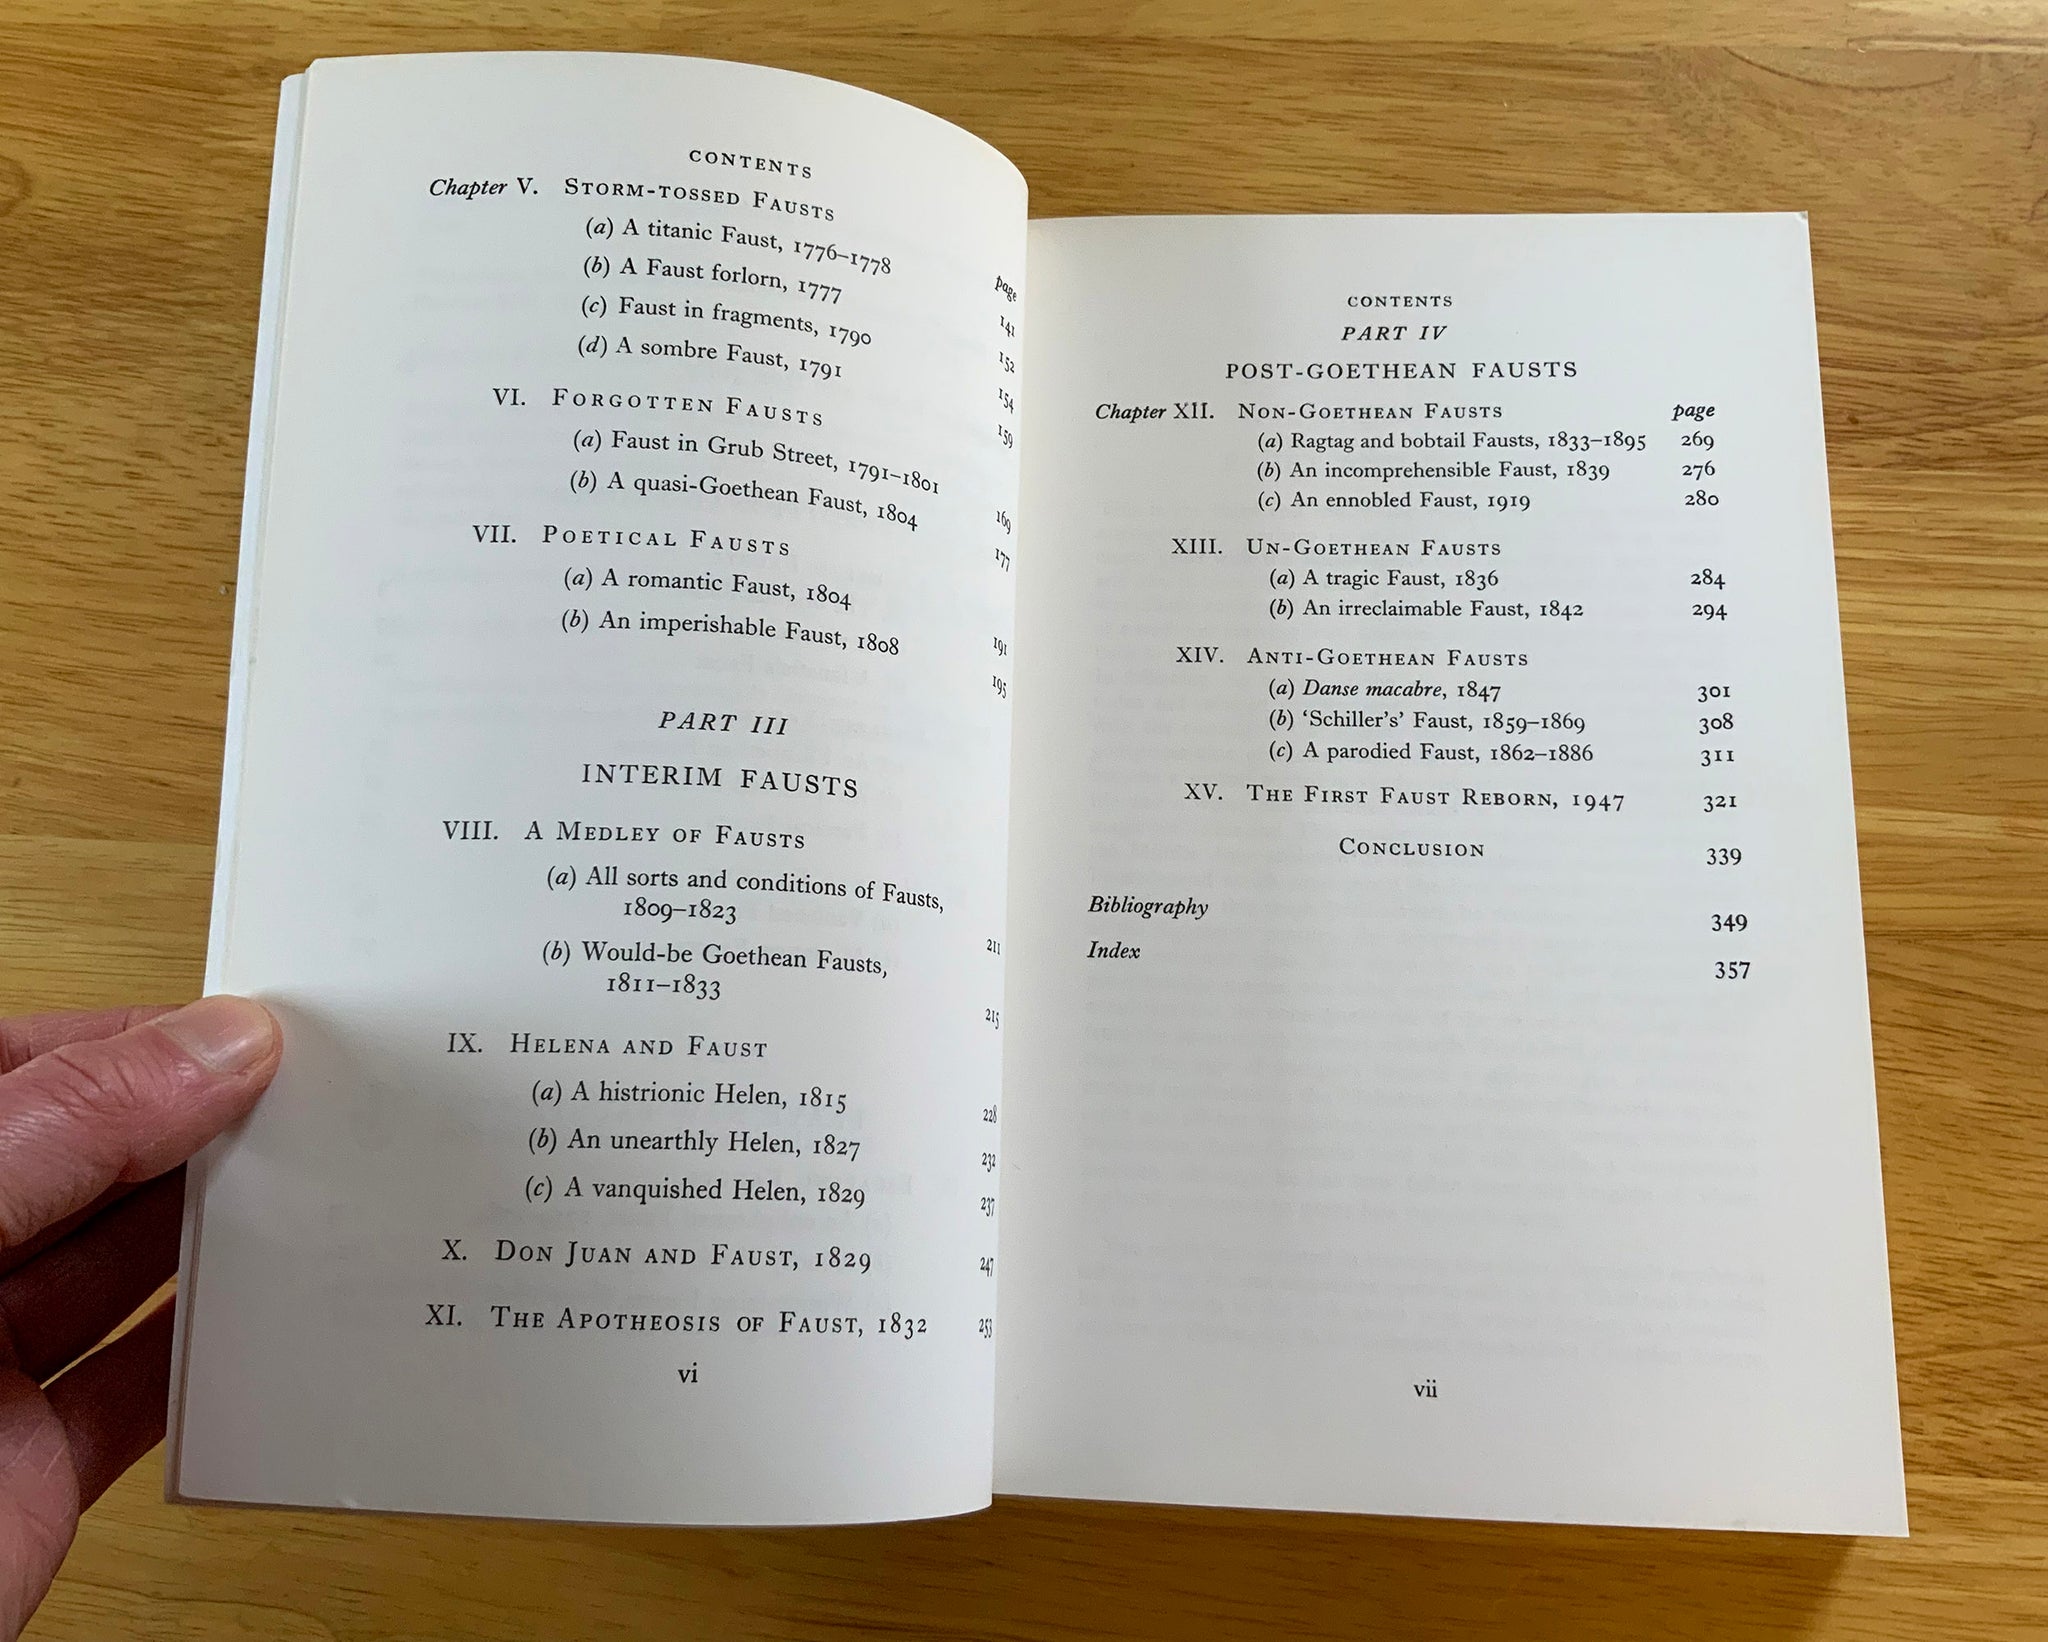 CONTENTS
Chapter V. STORM-TOSSED FAUSTS page
(a) A titanic Faust, 1776–1778 141
(b) A Faust forlorn, 1777 152
(c) Faust in fragments, 1790 154
(d) A sombre Faust, 1791 159
VI. FORGOTTEN FAUSTS
(a) Faust in Grub Street, 1791–1801 169
(b) A quasi-Goethean Faust, 1804 177
VII. POETICAL FAUSTS
(a) A romantic Faust, 1804 191
(b) An imperishable Faust, 1808 195
PART III
INTERIM FAUSTS
VIII. A MEDLEY OF FAUSTS
(a) All sorts and conditions of Fausts,
1809–1823 211
(b) Would-be Goethean Fausts,
1811–1833 215
IX. HELENA AND FAUST
(a) A histrionic Helen, 1815 228
(b) An unearthly Helen, 1827 232
(c) A vanquished Helen, 1829 237
X. DON JUAN AND FAUST, 1829 247
XI. THE APOTHEOSIS OF FAUST, 1832 253
vi
CONTENTS
PART IV
POST-GOETHEAN FAUSTS
Chapter XII. NON-GOETHEAN FAUSTS page
(a) Ragtag and bobtail Fausts, 1833–1895 269
(b) An incomprehensible Faust, 1839 276
(c) An ennobled Faust, 1919 280
XIII. UN-GOETHEAN FAUSTS
(a) A tragic Faust, 1836 284
(b) An irreclaimable Faust, 1842 294
XIV. ANTI-GOETHEAN FAUSTS
(a) Danse macabre, 1847 301
(b) ‘Schiller’s’ Faust, 1859–1869 308
(c) A parodied Faust, 1862–1886 311
XV. THE FIRST FAUST REBORN, 1947 321
CONCLUSION 339
Bibliography 349
Index 357
vii